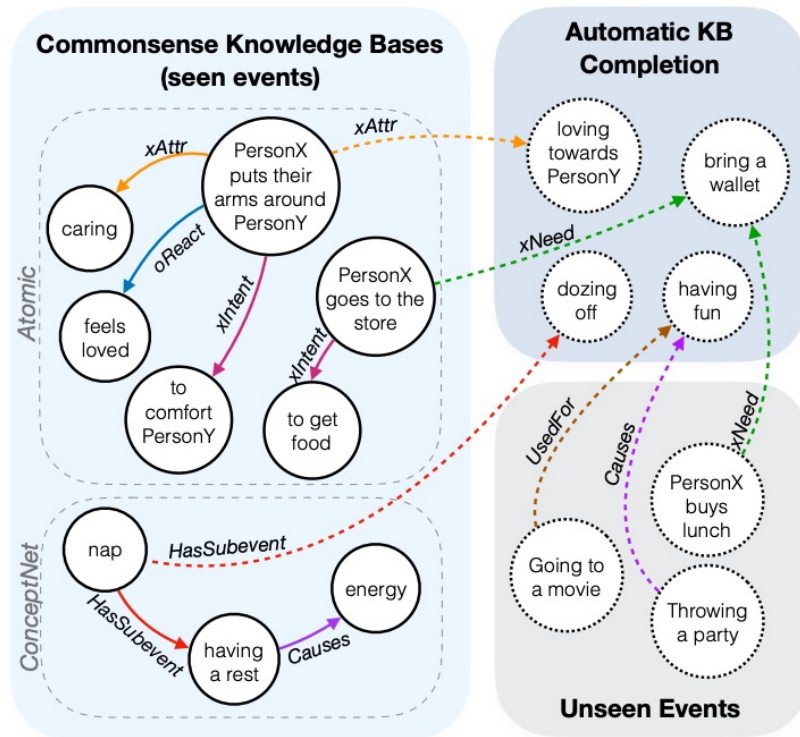 Commonsense Knowledge Bases
(seen events)
Atomic
xAttr
caring
PersonX
puts their
arms around
PersonY
oReact
feels
loved
xIntent
to
comfort
PersonY
PersonX
goes to the
store
xIntent
to get
food
xAttr
xNeed
ConceptNet
nap
HasSubevent
HasSubevent
having
a rest
Causes
energy
Automatic KB
Completion
loving
towards
PersonY
bring a
wallet
dozing
off
having
fun
UsedFor
Causes
xNeed
PersonX
buys
lunch
Going to
a movie
Throwing
a party
Unseen Events